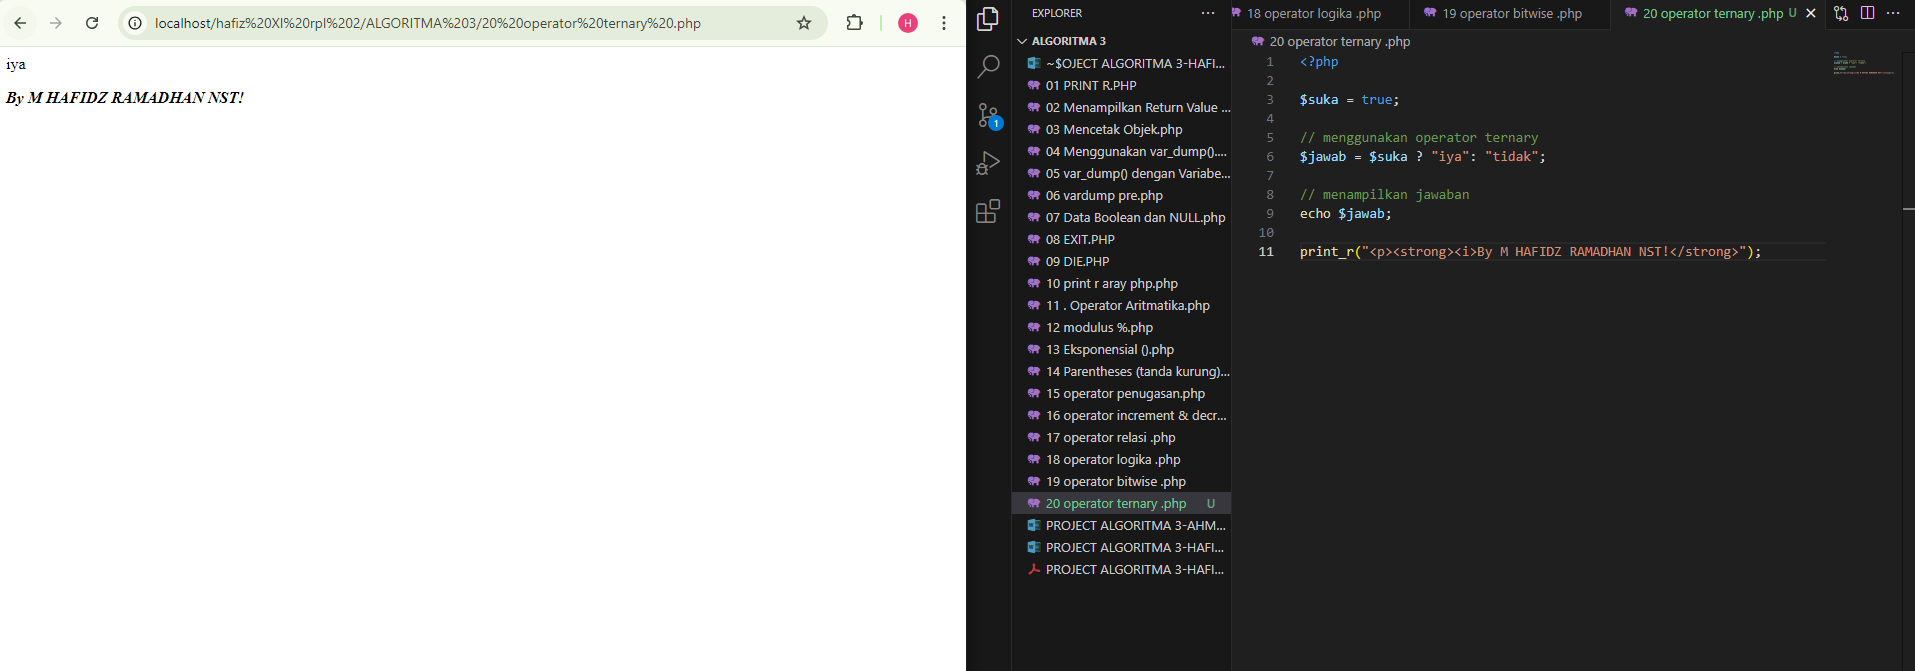 localhost/hafiz%20XI%20rpl%202/ALGORITMA%203/20%20operator%20ternary%20.php
H
iya
By M HAFIDZ RAMADHAN NST!
1
EXPLORER
ALGORITMA 3
~$OJECT ALGORITMA 3-HAFI...
01 PRINT R.PHP
02 Menampilkan Return Value ...
03 Mencetak Objek.php
04 Menggunakan var_dump()....
05 var_dump() dengan Variabe...
06 vardump pre.php
07 Data Boolean dan NULL.php
08 EXIT.PHP
09 DIE.PHP
10 print r aray php.php
11 . Operator Aritmatika.php
12 modulus %.php
13 Eksponensial ().php
14 Parentheses (tanda kurung)...
15 operator penugasan.php
16 operator increment & decr...
17 operator relasi .php
18 operator logika .php
19 operator bitwise .php
20 operator ternary .php U
PROJECT ALGORITMA 3-AHM...
PROJECT ALGORITMA 3-HAFI...
PROJECT ALGORITMA 3-HAFI...
18 operator logika .php 19 operator bitwise .php 20 operator ternary .php U
20 operator ternary .php
1 <?php
2
3 $suka = true;
4
5 // menggunakan operator ternary
6 $jawab = $suka ? "iya": "tidak";
7
8 // menampilkan jawaban
9 echo $jawab;
10
11 print_r("<p><strong><i>By M HAFIDZ RAMADHAN NST!</strong>");